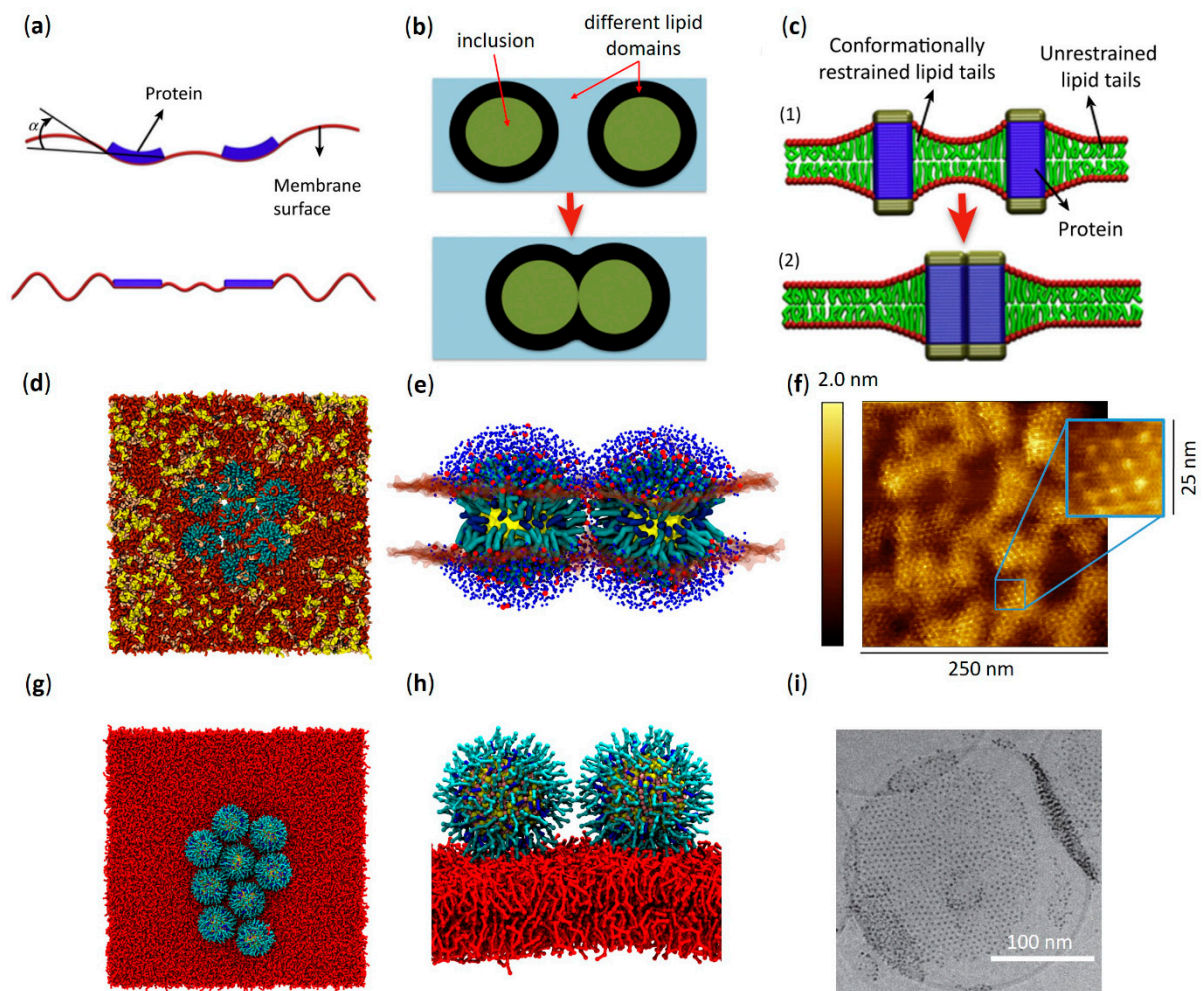 (a)
α
Protein
Membrane
surface
(b)
inclusion
different lipid
domains
(c)
Conformationally
restrained lipid tails
Unrestrained
lipid tails
(1)
Protein
(2)
(d)
(e)
(f)
2.0 nm
25 nm
250 nm
(g)
(h)
(i)
100 nm